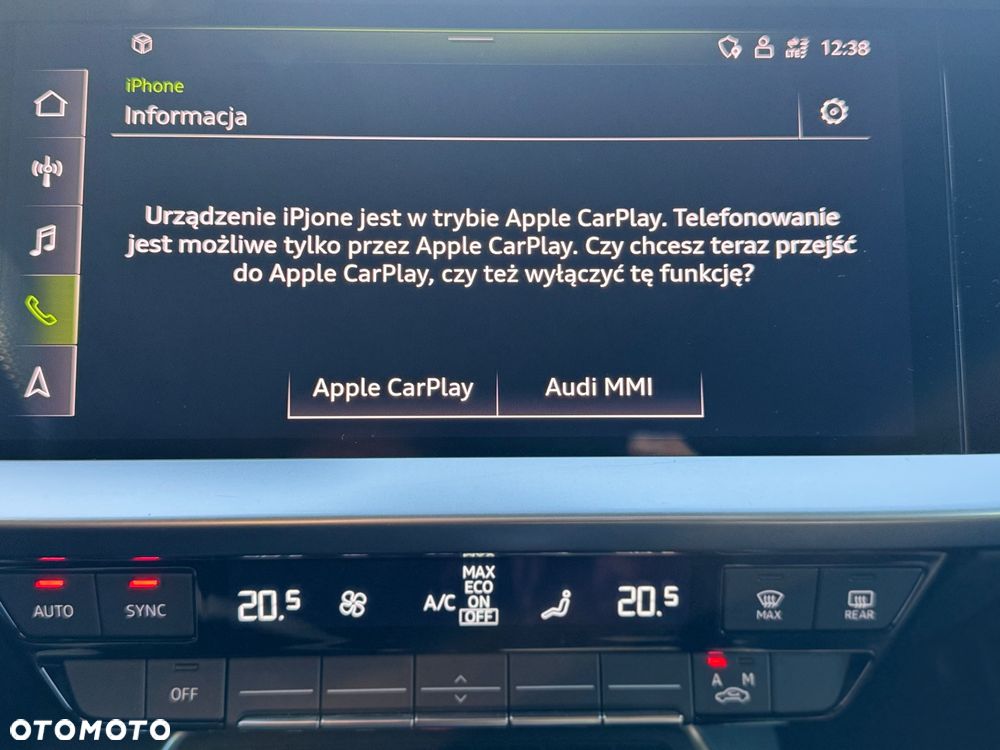 LTE 12:38
iPhone
Informacja
Urządzenie iPjone jest w trybie Apple CarPlay. Telefonowanie
jest możliwe tylko przez Apple CarPlay. Czy chcesz teraz przejść
do Apple CarPlay, czy też wyłączyć tę funkcję?
Apple CarPlay Audi MMI
AUTO SYNC 20.5 A/C MAX ECO ON OFF 20.5 MAX REAR
OFF A M
OTOMOTO